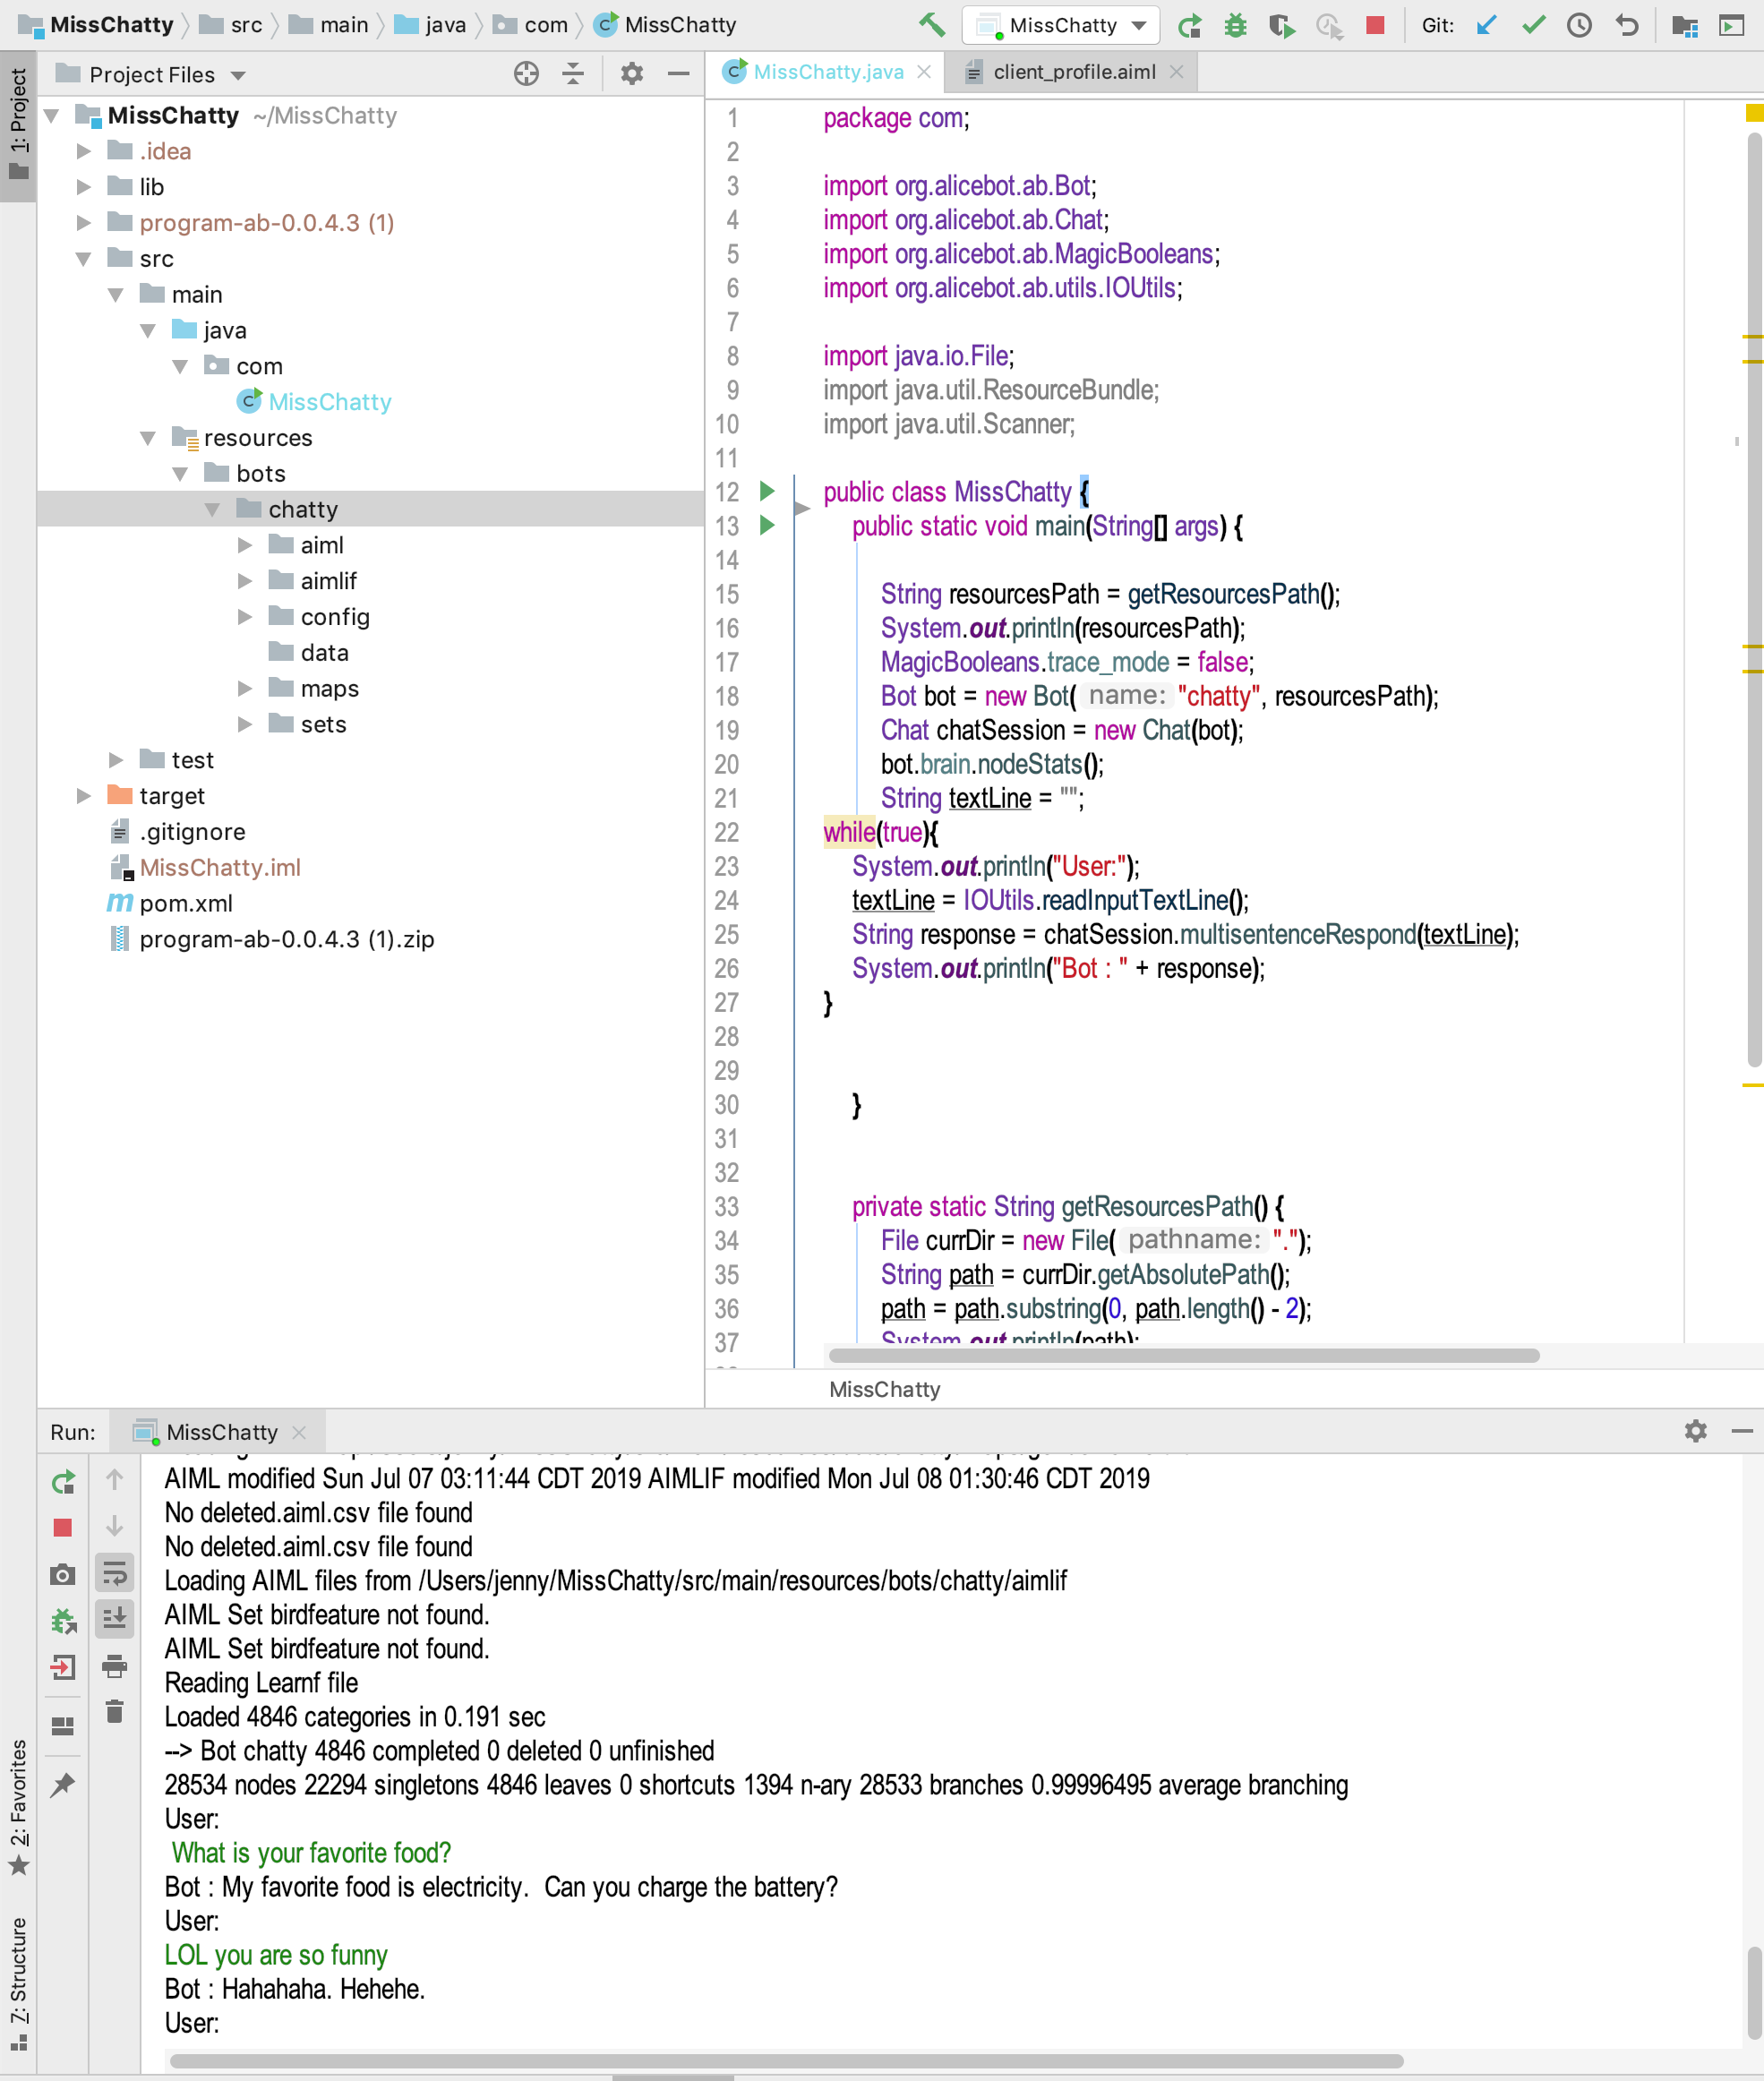 MissChatty src main java com MissChatty MissChatty Git:
1: Project
Project Files
MissChatty ~/MissChatty
.idea
lib
program-ab-0.0.4.3 (1)
src
main
java
com
MissChatty
resources
bots
chatty
aiml
aimlif
config
data
maps
sets
test
target
.gitignore
MissChatty.iml
pom.xml
program-ab-0.0.4.3 (1).zip
MissChatty.java client_profile.aiml
1 package com;
2
3 import org.alicebot.ab.Bot;
4 import org.alicebot.ab.Chat;
5 import org.alicebot.ab.MagicBooleans;
6 import org.alicebot.ab.utils.IOUtils;
7
8 import java.io.File;
9 import java.util.ResourceBundle;
10 import java.util.Scanner;
11
12 public class MissChatty {
13 public static void main(String[] args) {
14
15 String resourcesPath = getResourcesPath();
16 System.out.println(resourcesPath);
17 MagicBooleans.trace_mode = false;
18 Bot bot = new Bot( name: "chatty", resourcesPath);
19 Chat chatSession = new Chat(bot);
20 bot.brain.nodeStats();
21 String textLine = "";
22 while(true){
23 System.out.println("User:");
24 textLine = IOUtils.readInputTextLine();
25 String response = chatSession.multisentenceRespond(textLine);
26 System.out.println("Bot : " + response);
27 }
28
29
30 }
31
32
33 private static String getResourcesPath() {
34 File currDir = new File( pathname: ".");
35 String path = currDir.getAbsolutePath();
36 path = path.substring(0, path.length() - 2);
37 System.out.println(path);
MissChatty
Run: MissChatty
AIML modified Sun Jul 07 03:11:44 CDT 2019 AIMLIF modified Mon Jul 08 01:30:46 CDT 2019
No deleted.aiml.csv file found
No deleted.aiml.csv file found
Loading AIML files from /Users/jenny/MissChatty/src/main/resources/bots/chatty/aimlif
AIML Set birdfeature not found.
AIML Set birdfeature not found.
Reading Learnf file
Loaded 4846 categories in 0.191 sec
--> Bot chatty 4846 completed 0 deleted 0 unfinished
28534 nodes 22294 singletons 4846 leaves 0 shortcuts 1394 n-ary 28533 branches 0.99996495 average branching
User:
What is your favorite food?
Bot : My favorite food is electricity.  Can you charge the battery?
User:
LOL you are so funny
Bot : Hahahaha. Hehehe.
User:
2: Favorites
7: Structure